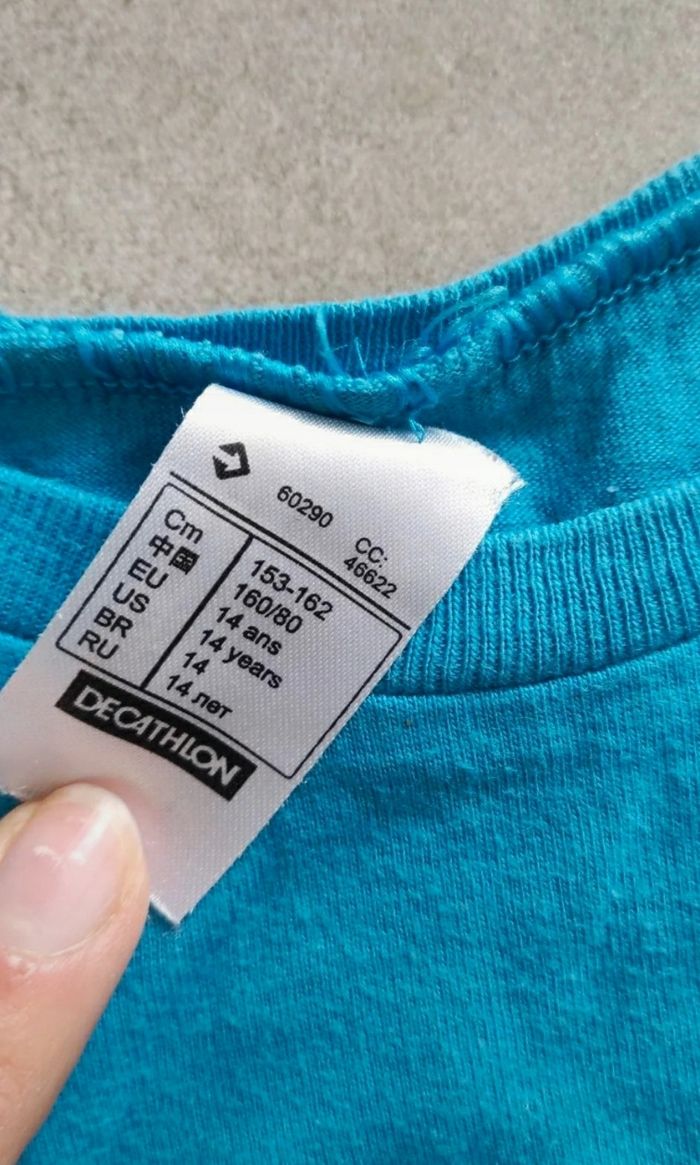 60290
CC:
46622
Cm 153-162
中国 160/80
EU 14 ans
US 14 years
BR 14
RU 14 лет
DECATHLON